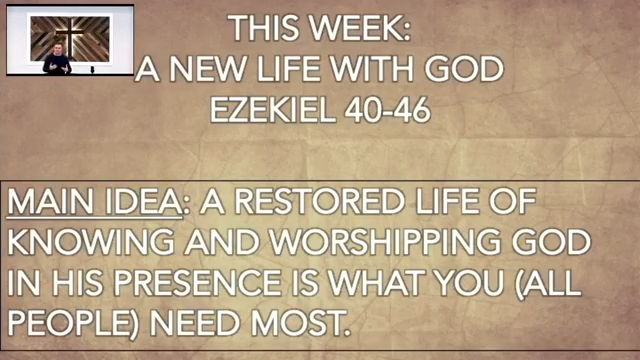 THIS WEEK:
A NEW LIFE WITH GOD
EZEKIEL 40-46
MAIN IDEA: A RESTORED LIFE OF
KNOWING AND WORSHIPPING GOD
IN HIS PRESENCE IS WHAT YOU (ALL
PEOPLE) NEED MOST.